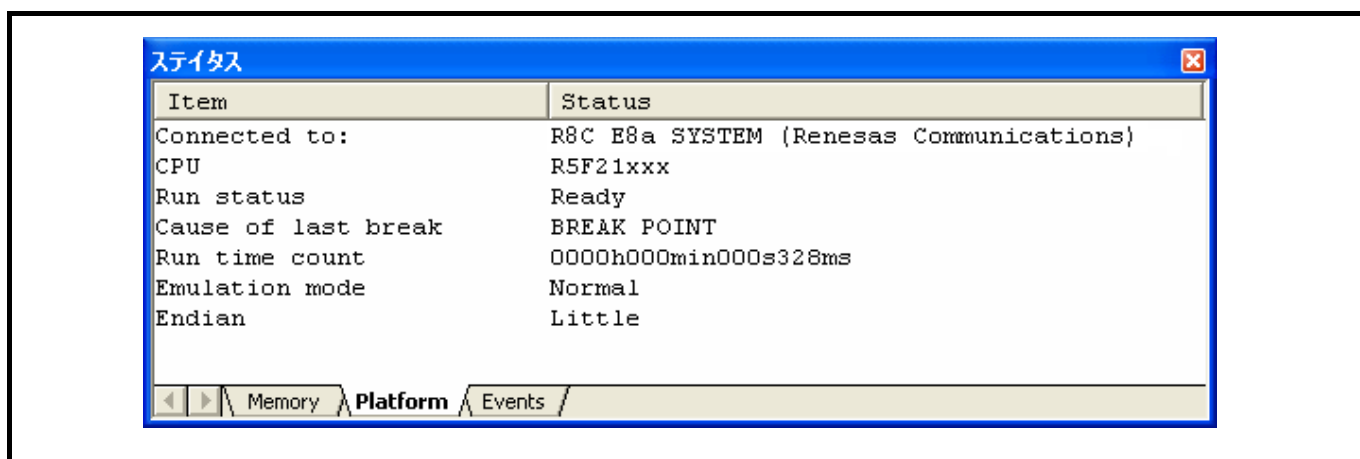 ステイタス
Item Status
Connected to: R8C E8a SYSTEM (Renesas Communications)
CPU R5F21xxx
Run status Ready
Cause of last break BREAK POINT
Run time count 0000h000min000s328ms
Emulation mode Normal
Endian Little
Memory Platform Events